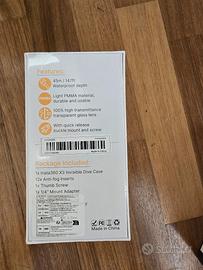 Features:
45m / 147ft
Waterproof depth
Light PMMA material,
durable and usable
100% high transmittance
transparent glass lens
With quick release
buckle mount and screw
Package Included:
1x Insta360 X3 Invisible Dive Case
12x Anti-fog Inserts
1x Thumb Screw
1x 1/4" Mount Adapter
CE FC
Made in China